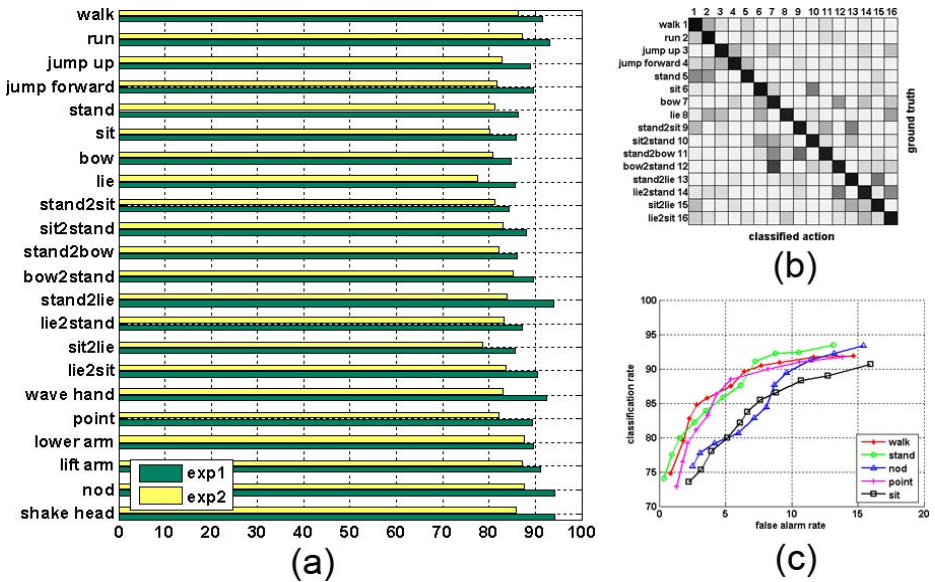 walk
run
jump up
jump forward
stand
sit
bow
lie
stand2sit
sit2stand
stand2bow
bow2stand
stand2lie
lie2stand
sit2lie
lie2sit
wave hand
point
lower arm
lift arm
nod
shake head
exp1
exp2
0 10 20 30 40 50 60 70 80 90 100
(a)
1 2 3 4 5 6 7 8 9 10 11 12 13 14 15 16
walk 1
run 2
jump up 3
jump forward 4
stand 5
sit 6
bow 7
lie 8
stand2sit 9
sit2stand 10
stand2bow 11
bow2stand 12
stand2lie 13
lie2stand 14
sit2lie 15
lie2sit 16
ground truth
classified action
(b)
100
95
90
85
80
75
70
classification rate
walk
stand
nod
point
sit
0 5 10 15 20
false alarm rate
(c)